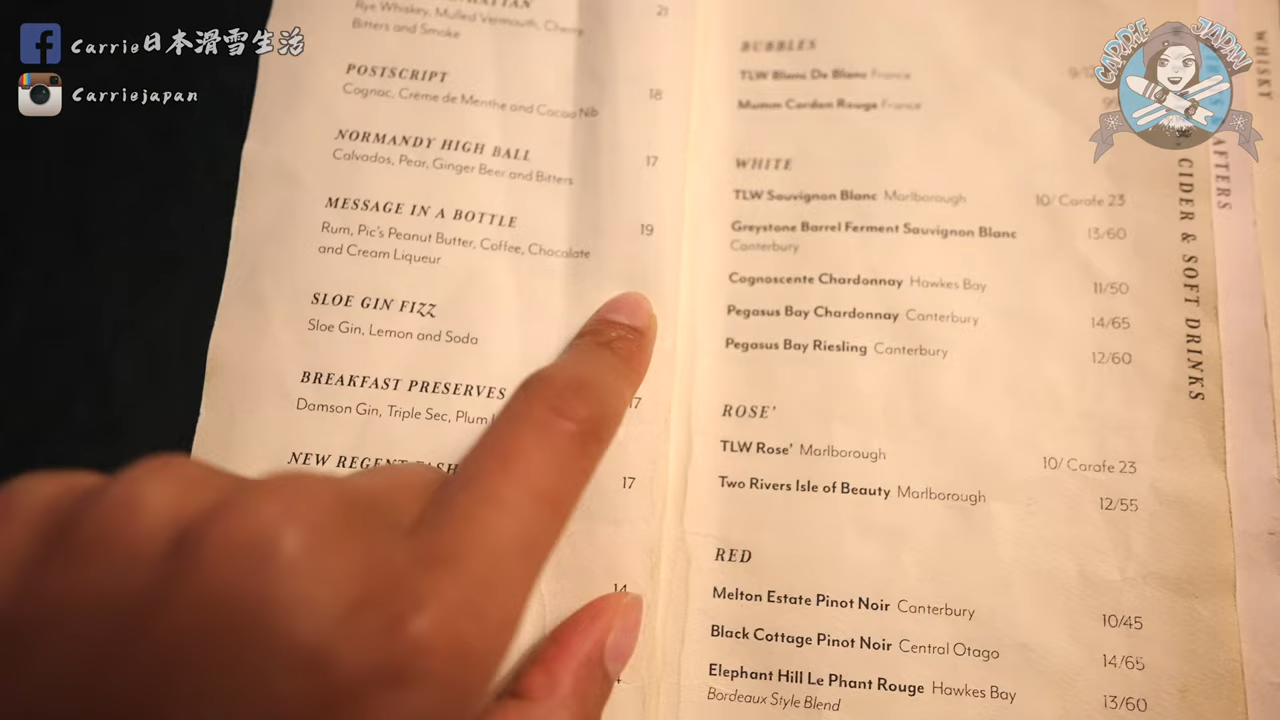 Carrie日本滑雪生活
Carriejapan
CARRIE JAPAN
21
Rye Whiskey, Mulled Vermouth, Cherry
Bitters and Smoke
POSTSCRIPT
18
Cognac, Crème de Menthe and Cacao Nib
NORMANDY HIGH BALL
17
Calvados, Pear, Ginger Beer and Bitters
MESSAGE IN A BOTTLE
19
Rum, Pic's Peanut Butter, Coffee, Chocolate
and Cream Liqueur
SLOE GIN FIZZ
Sloe Gin, Lemon and Soda
BREAKFAST PRESERVES
17
Damson Gin, Triple Sec, Plum
NEW REGENT
17
14
BUBBLES
TLW Blanc De Blanc France
Mumm Cordon Rouge France
WHITE
TLW Sauvignon Blanc Marlborough 10/ Carafe 23
Greystone Barrel Ferment Sauvignon Blanc 13/60
Canterbury
Cognoscente Chardonnay Hawkes Bay 11/50
Pegasus Bay Chardonnay Canterbury 14/65
Pegasus Bay Riesling Canterbury 12/60
ROSE'
TLW Rose' Marlborough 10/ Carafe 23
Two Rivers Isle of Beauty Marlborough 12/55
RED
Melton Estate Pinot Noir Canterbury 10/45
Black Cottage Pinot Noir Central Otago 14/65
Elephant Hill Le Phant Rouge Hawkes Bay 13/60
Bordeaux Style Blend
CIDER & SOFT DRINKS
AFTERS
WHISKY